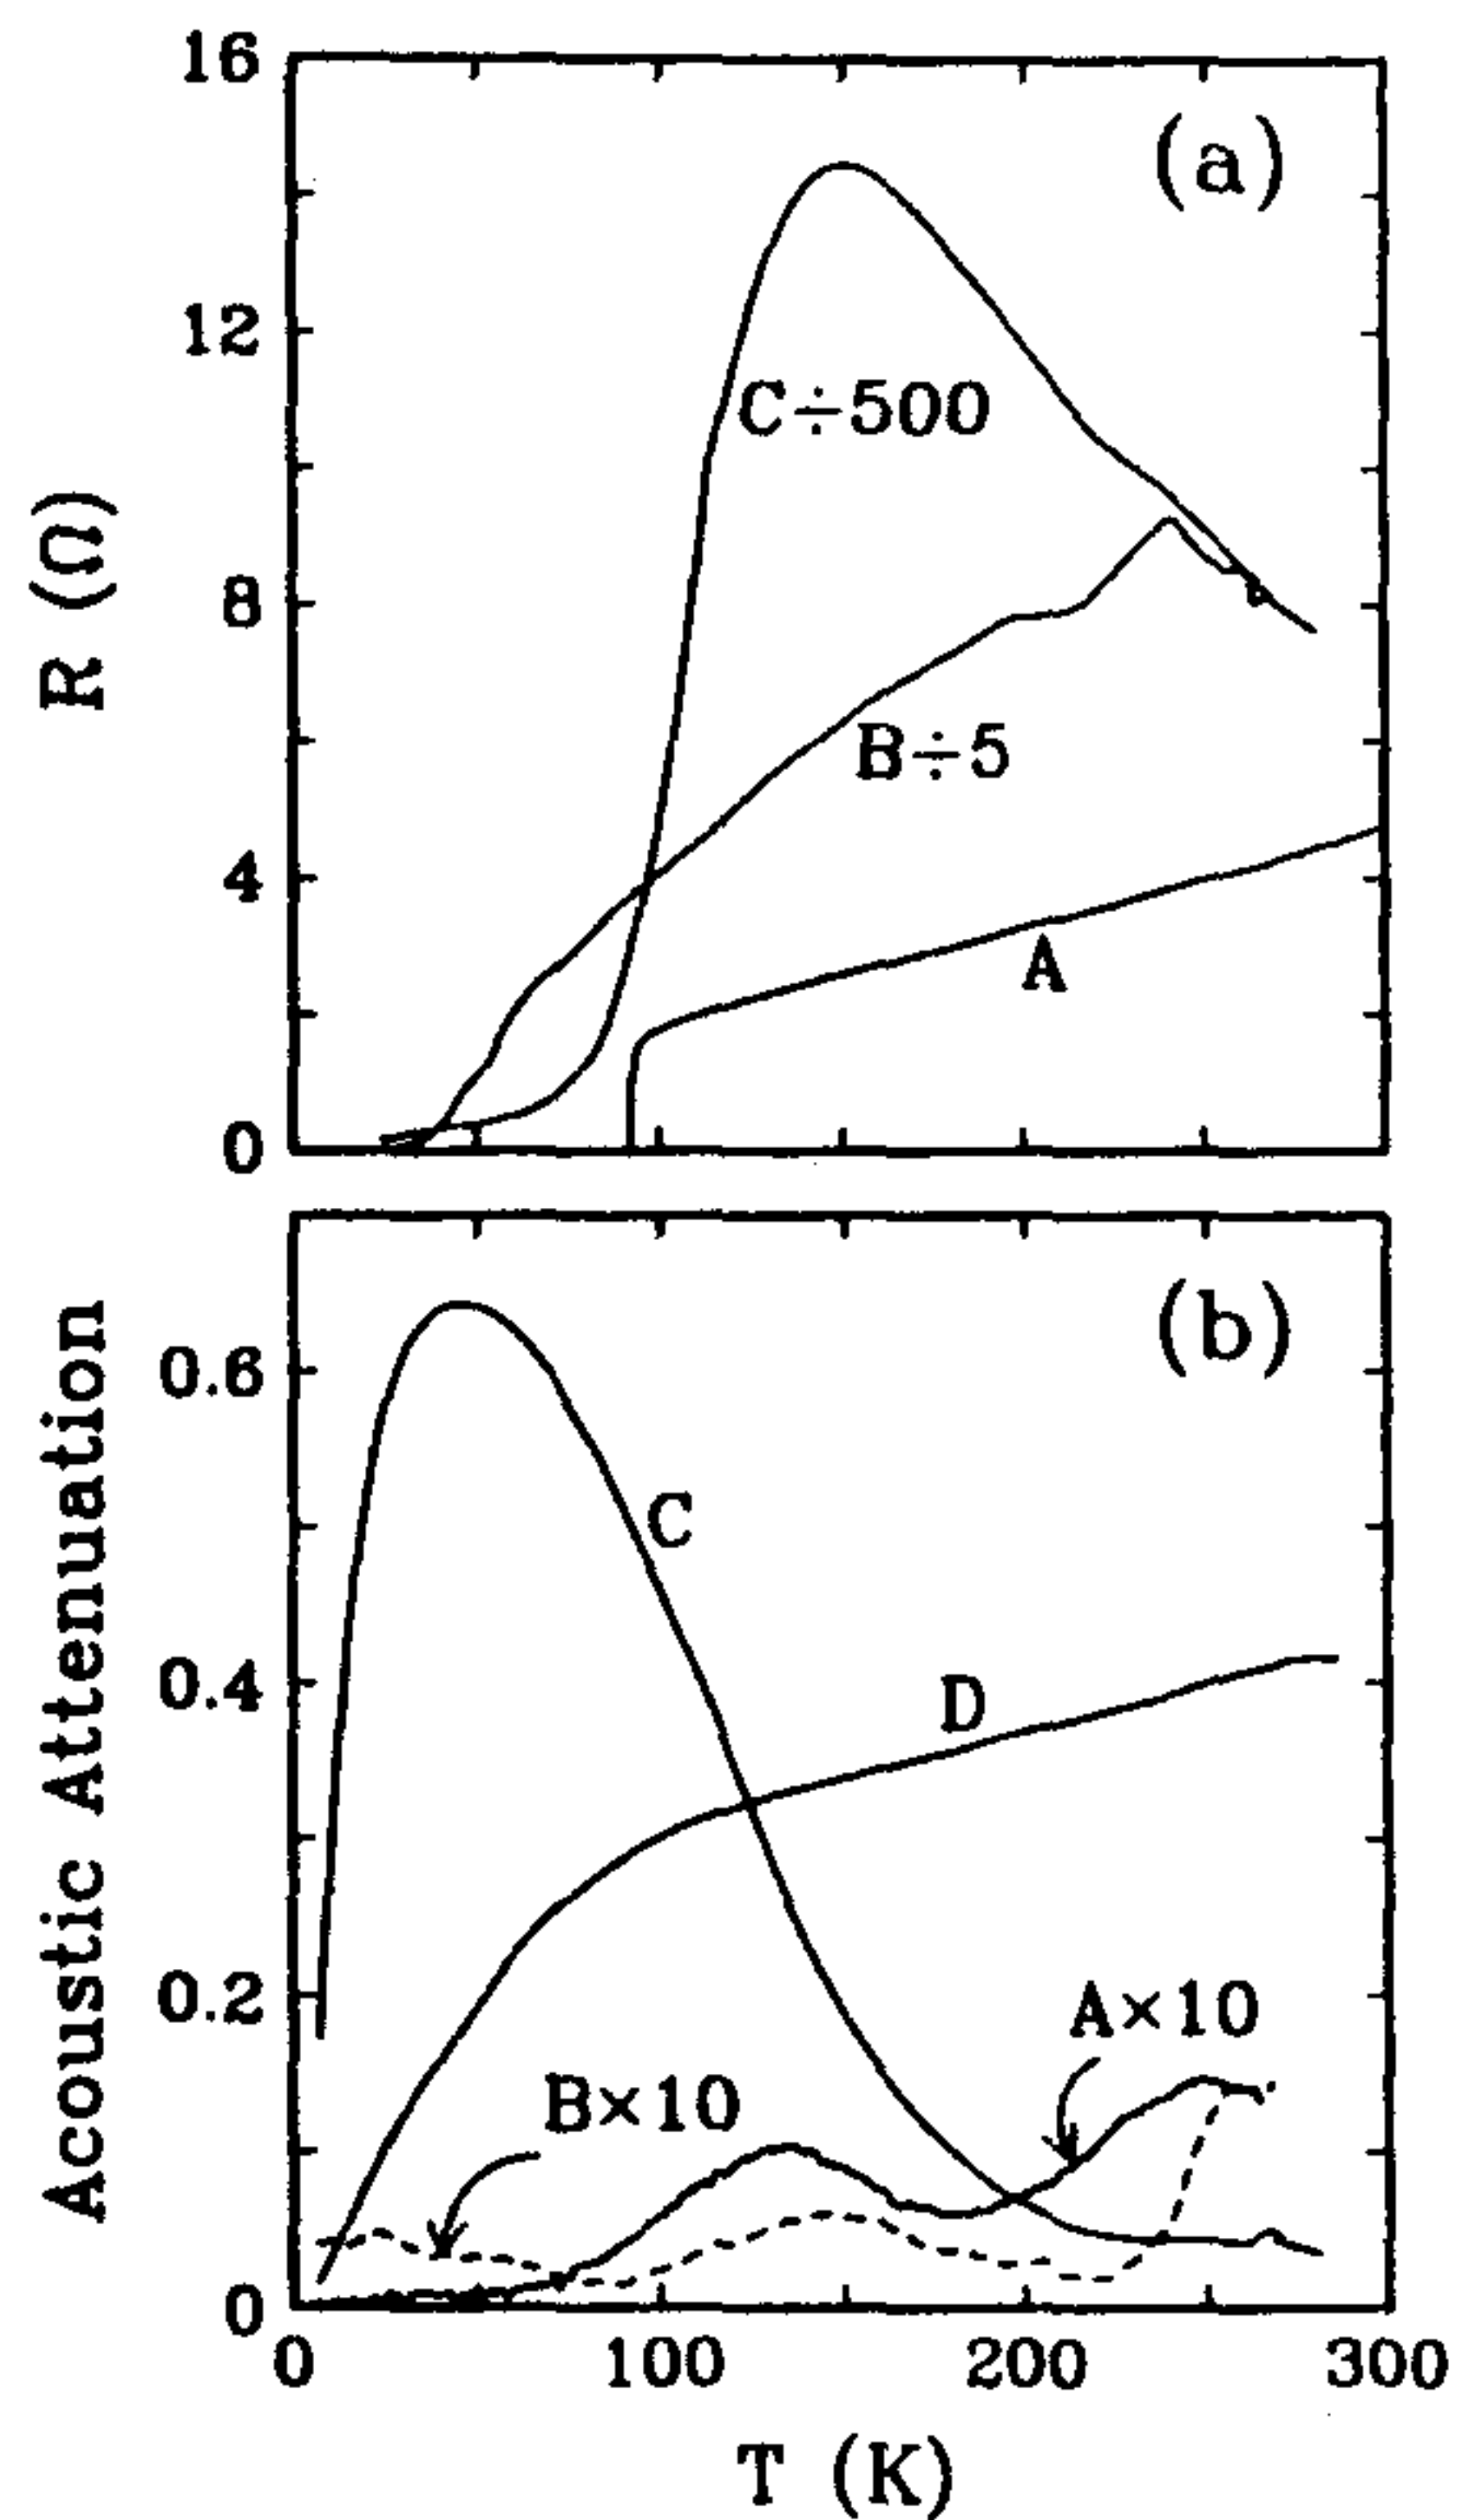 16
(a)
12
C÷500
R (Ω)
8
B÷5
4
A
0
(b)
Acoustic Attenuation
0.6
C
0.4
D
0.2
A×10
B×10
0
0 100 200 300
T (K)